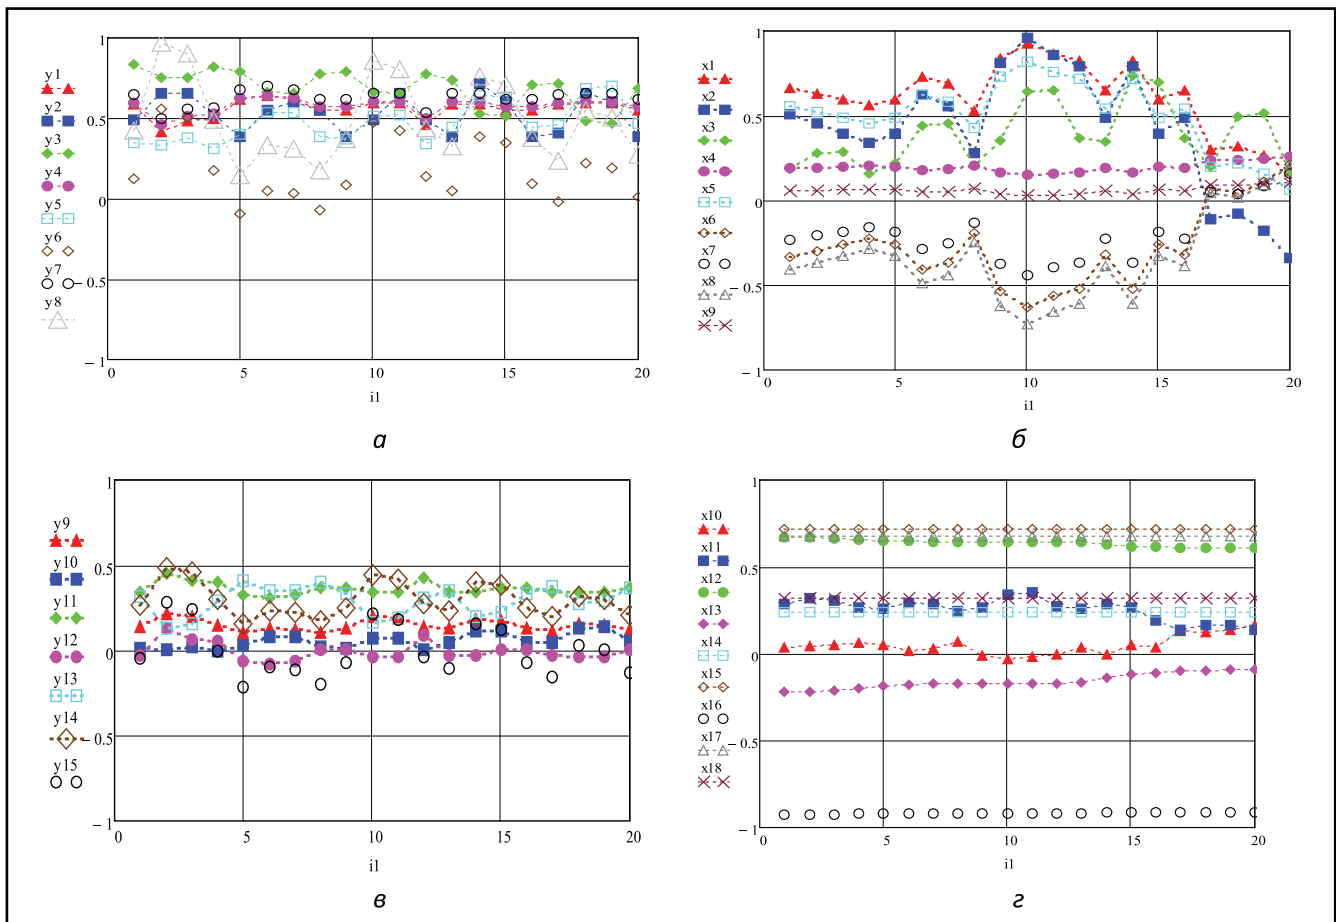 y1
y2
y3
y4
y5
y6
y7
y8
1
0.5
0
− 0.5
− 1
0 5 10 15 20
i1
а
x1
x2
x3
x4
x5
x6
x7
x8
x9
1
0.5
0
− 0.5
− 1
0 5 10 15 20
i1
б
y9
y10
y11
y12
y13
y14
y15
1
0.5
0
− 0.5
− 1
0 5 10 15 20
i1
в
x10
x11
x12
x13
x14
x15
x16
x17
x18
1
0.5
0
− 0.5
− 1
0 5 10 15 20
i1
г